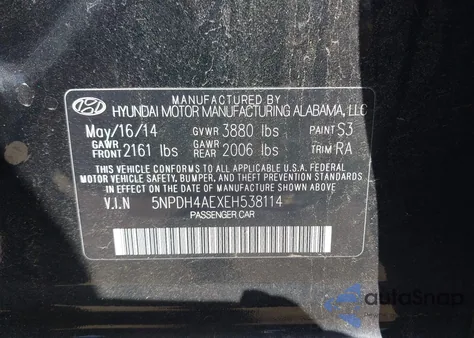 MANUFACTURED BY
HYUNDAI MOTOR MANUFACTURING ALABAMA, LLC
May/16/14 GVWR 3880 lbs PAINT S3
GAWR FRONT 2161 lbs GAWR REAR 2006 lbs TRIM RA
THIS VEHICLE CONFORMS TO ALL APPLICABLE U.S.A. FEDERAL
MOTOR VEHICLE SAFETY, BUMPER, AND THEFT PREVENTION STANDARDS
IN EFFECT ON THE DATE OF MANUFACTURE SHOWN ABOVE.
V.I.N 5NPDH4AEXEH538114
PASSENGER CAR
autoSnap